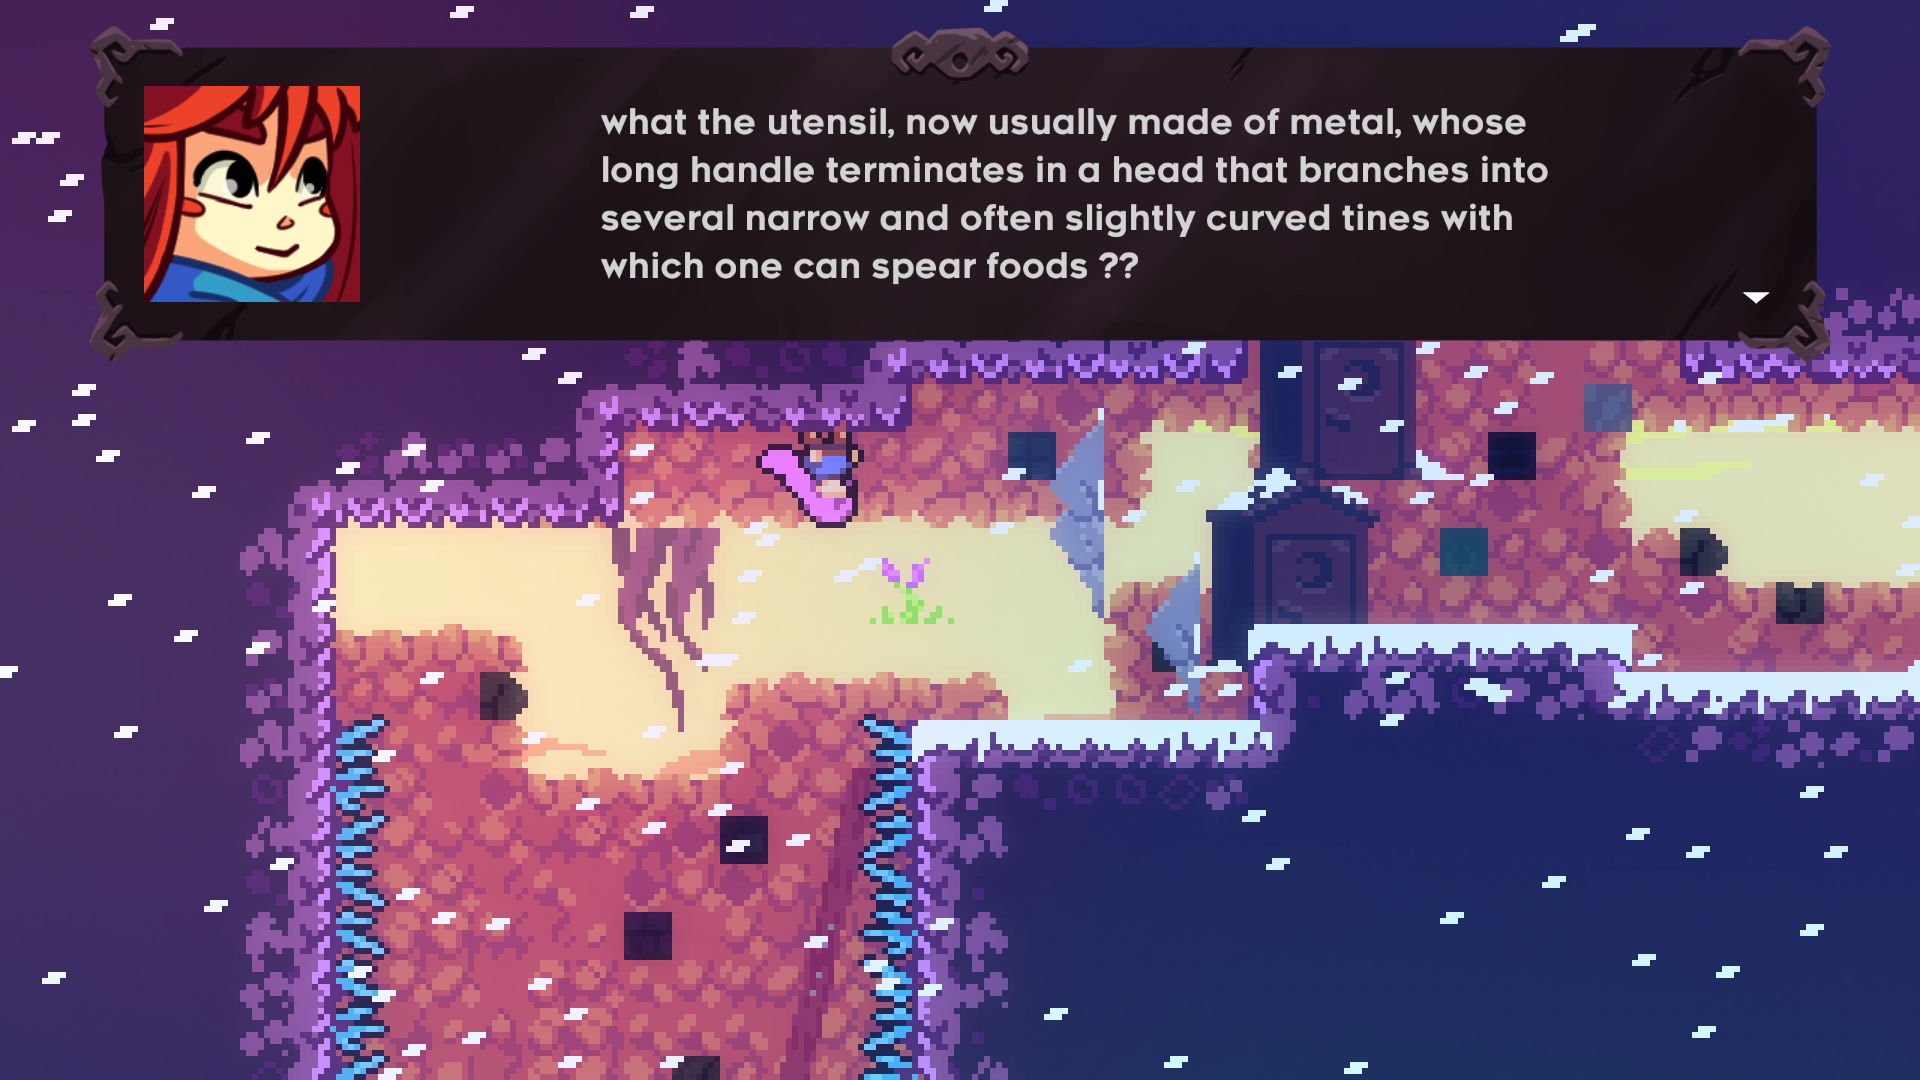 what the utensil, now usually made of metal, whose
long handle terminates in a head that branches into
several narrow and often slightly curved tines with
which one can spear foods ??